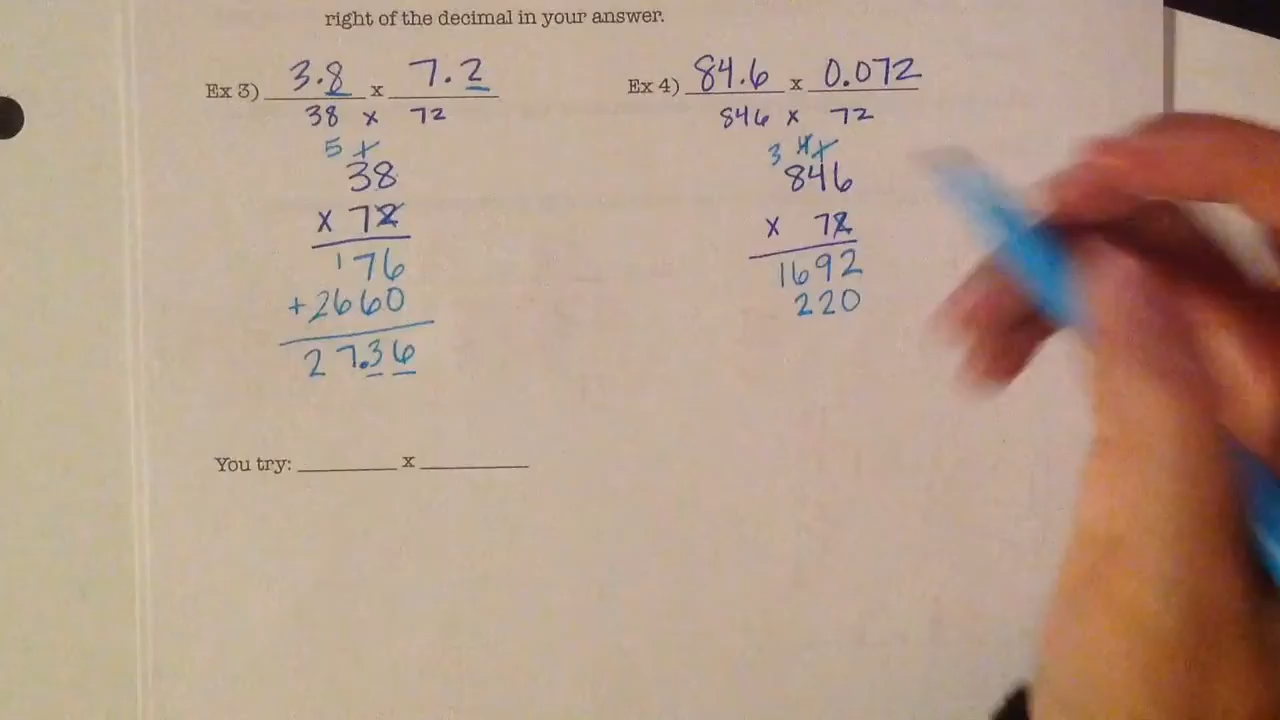 right of the decimal in your answer.
Ex 3) 3.8 x 7.2
38 x 72
5
38
x 72
176
+2660
27.36
Ex 4) 84.6 x 0.072
846 x 72
3 4
846
x 72
1692
220
You try: ________ x ________